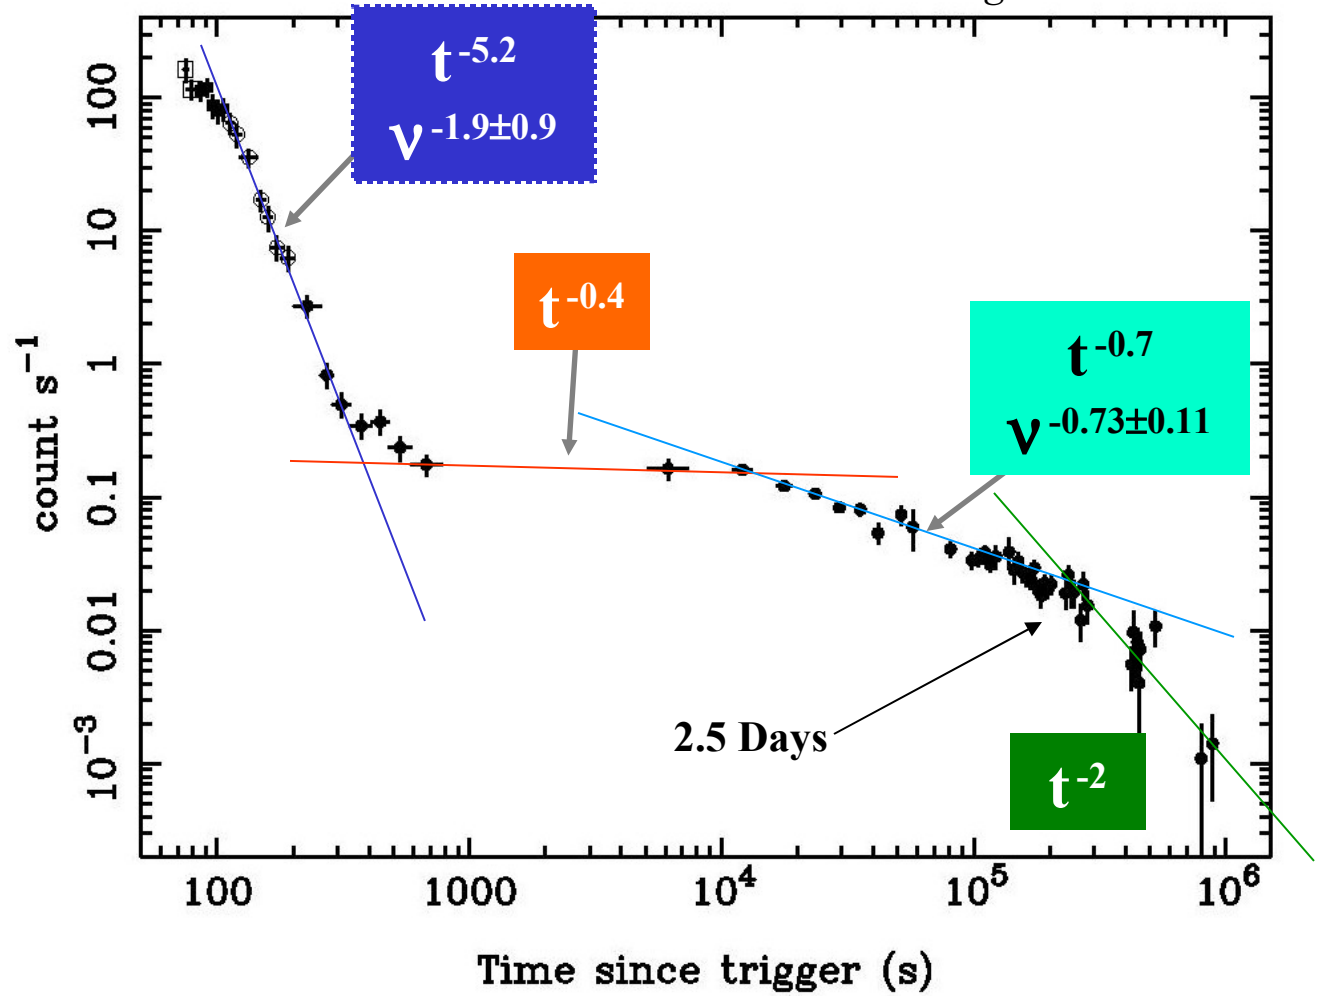 t-5.2
ν-1.9±0.9
t-0.4
t-0.7
ν-0.73±0.11
2.5 Days
t-2
count s−1
100
10
1
0.1
0.01
10−3
100
1000
104
105
106
Time since trigger (s)